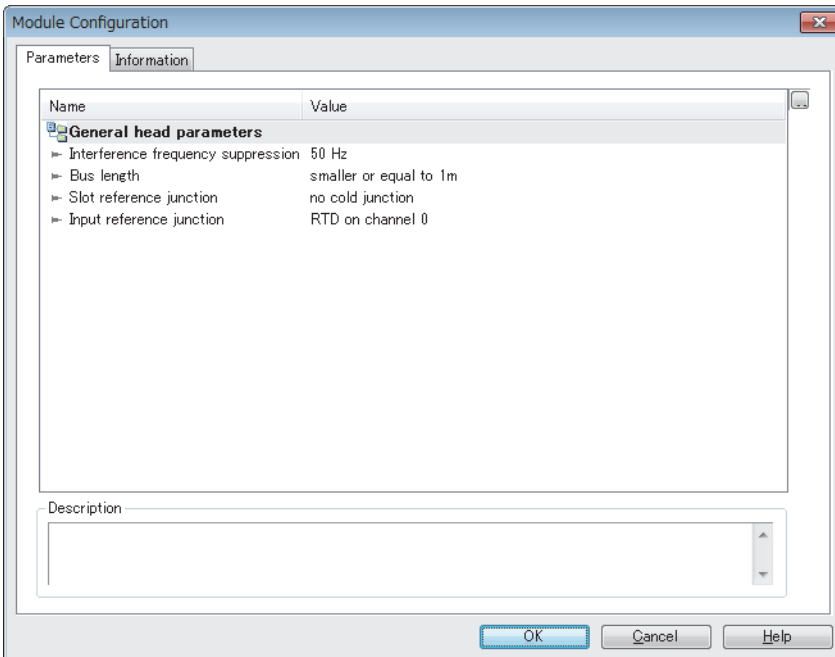 Module Configuration
Parameters Information
Name Value
General head parameters
Interference frequency suppression 50 Hz
Bus length smaller or equal to 1m
Slot reference junction no cold junction
Input reference junction RTD on channel 0
Description
OK Cancel Help